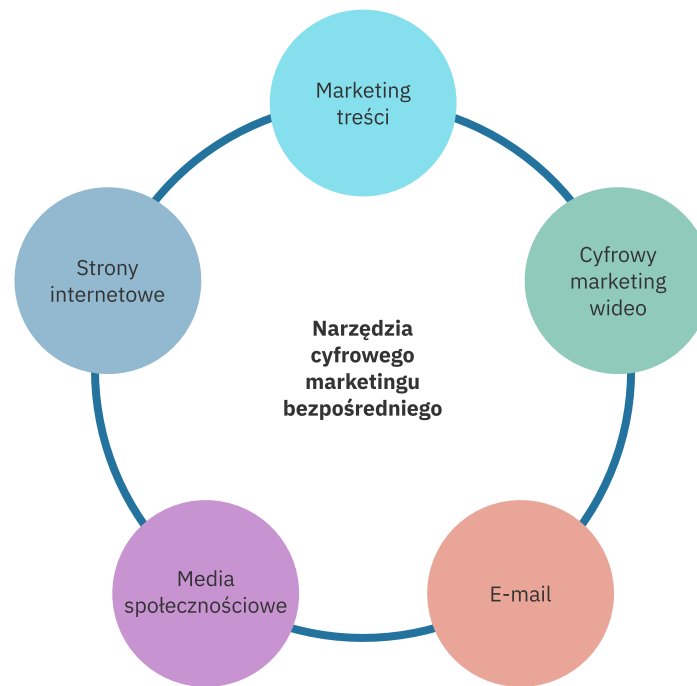 Marketing
treści
Cyfrowy
marketing
wideo
E-mail
Media
społecznościowe
Strony
internetowe
Narzędzia
cyfrowego
marketingu
bezpośredniego